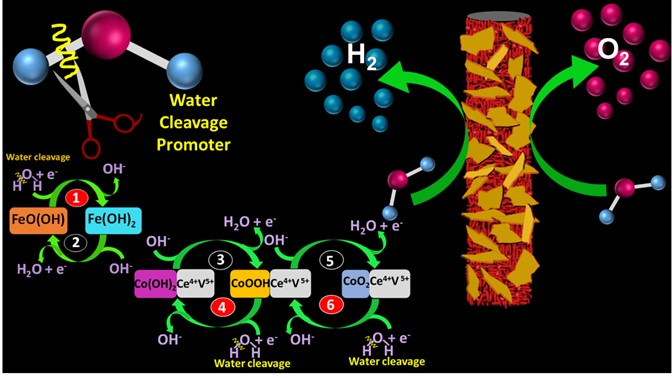 H₂
O₂
Water
Cleavage
Promoter
Water cleavage
H O H + e⁻
OH⁻
1
FeO(OH)
Fe(OH)₂
2
H₂O + e⁻
OH⁻
OH⁻
H₂O + e⁻
OH⁻
H₂O + e⁻
3
5
Co(OH)₂
Ce⁴⁺V⁵⁺
CoOOH
Ce⁴⁺V⁵⁺
CoO₂
Ce⁴⁺V⁵⁺
4
6
OH⁻
H O H + e⁻
OH⁻
H O H + e⁻
Water cleavage
Water cleavage